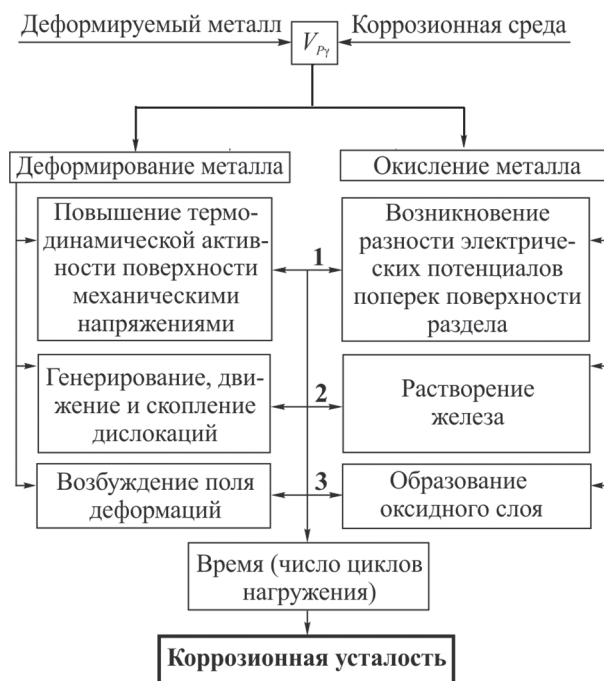 Деформируемый металл
Коррозионная среда
V_{Pγ}
Деформирование металла
Окисление металла
Повышение термо-
динамической актив-
ности поверхности
механическими
напряжениями
1
Возникновение
разности электриче-
ских потенциалов
поперек поверхности
раздела
Генерирование, дви-
жение и скопление
дислокаций
2
Растворение
железа
Возбуждение поля
деформаций
3
Образование
оксидного слоя
Время (число циклов
нагружения)
Коррозионная усталость